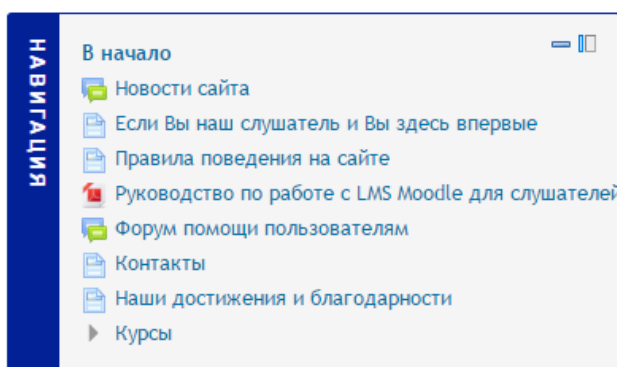 НАВИГАЦИЯ
В начало
Новости сайта
Если Вы наш слушатель и Вы здесь впервые
Правила поведения на сайте
Руководство по работе с LMS Moodle для слушателей
Форум помощи пользователям
Контакты
Наши достижения и благодарности
Курсы